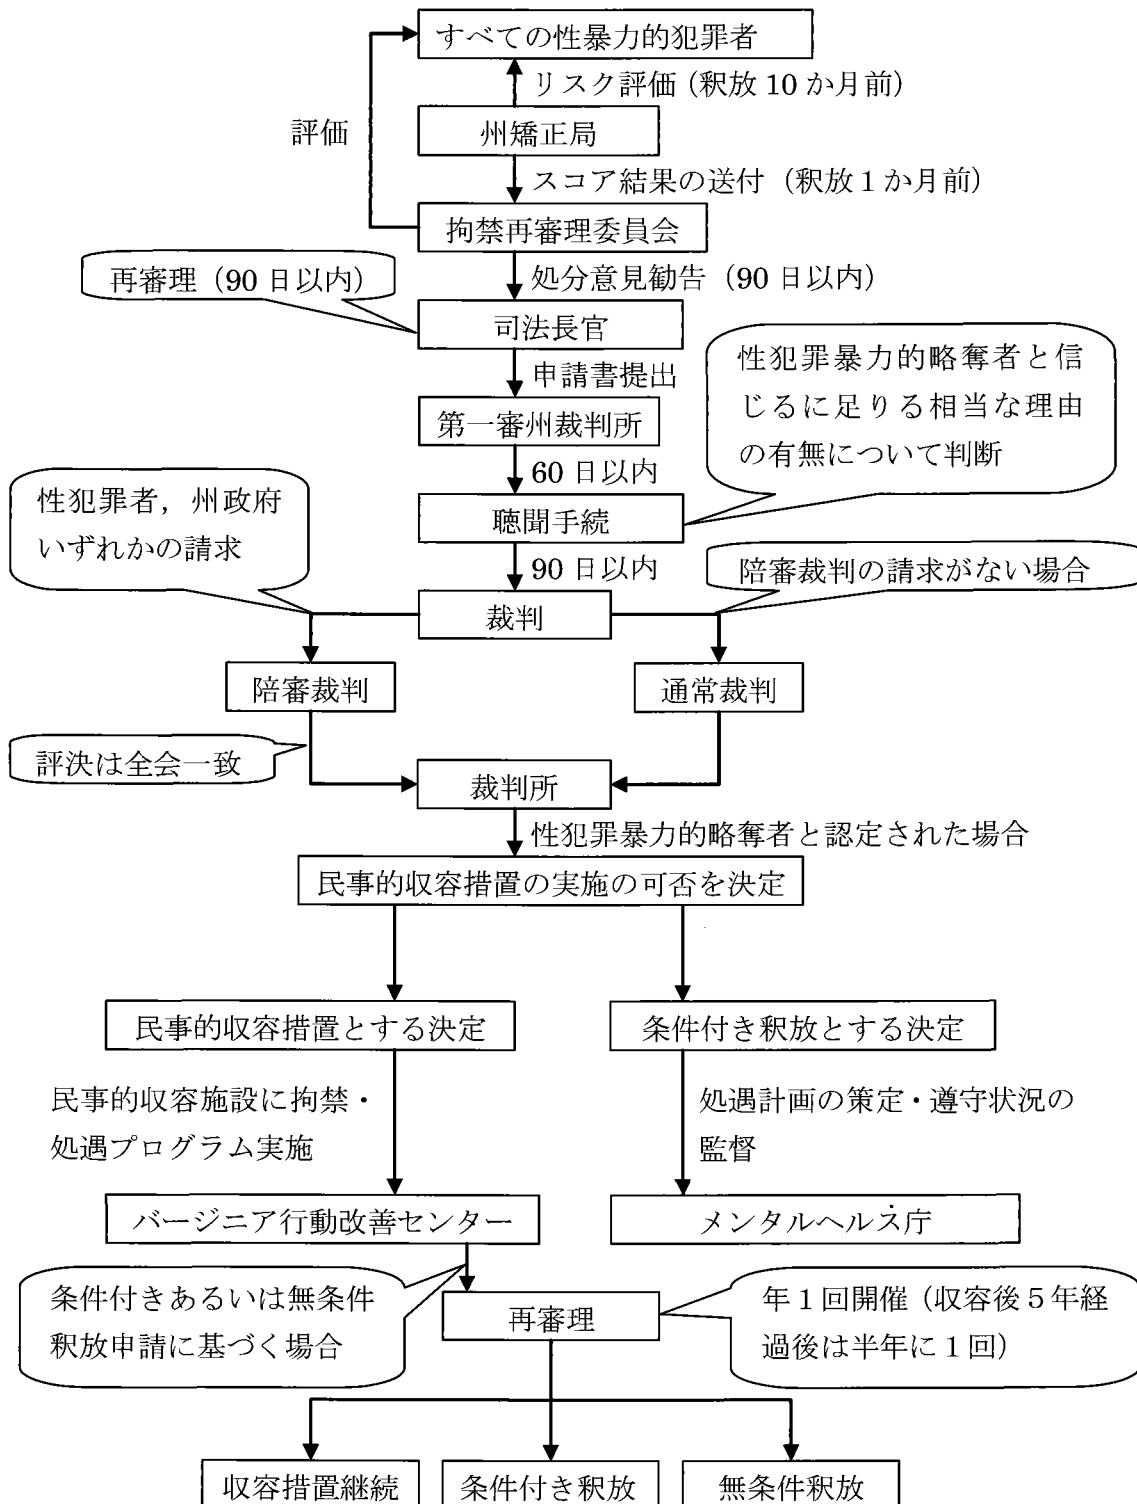 すべての性暴力的犯罪者
リスク評価（釈放 10 か月前）
評価
州矯正局
スコア結果の送付（釈放 1 か月前）
拘禁再審理委員会
再審理（90 日以内）
処分意見勧告（90 日以内）
司法長官
申請書提出
性犯罪暴力的略奪者と信
じるに足りる相当な理由
の有無について判断
第一審州裁判所
60 日以内
性犯罪者，州政府
いずれかの請求
聴聞手続
90 日以内
陪審裁判の請求がない場合
裁判
陪審裁判
通常裁判
評決は全会一致
裁判所
性犯罪暴力的略奪者と認定された場合
民事的収容措置の実施の可否を決定
民事的収容措置とする決定
条件付き釈放とする決定
民事的収容施設に拘禁・
処遇プログラム実施
処遇計画の策定・遵守状況の
監督
バージニア行動改善センター
メンタルヘルス庁
条件付きあるいは無条件
釈放申請に基づく場合
再審理
年 1 回開催（収容後 5 年経
過後は半年に 1 回）
収容措置継続
条件付き釈放
無条件釈放